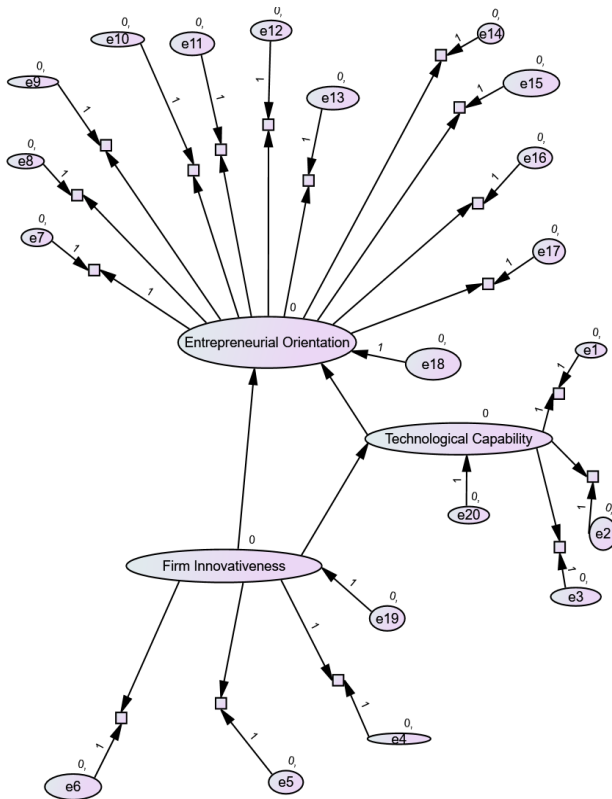 0,
e14
1
0,
e12
0,
e10
0,
e11
0,
e15
1
0,
e9
1
1
1
1
0,
e13
1
0,
e16
1
0,
e8
1
1
0,
e7
1
0,
e17
1
1
0
Entrepreneurial Orientation
1
0,
e18
0,
e1
1
1
0
Technological Capability
1
0,
e20
0,
e2
1
0
Firm Innovativeness
1
0,
e3
1
0,
e19
1
1
0,
e4
0,
e6
1
1
0,
e5